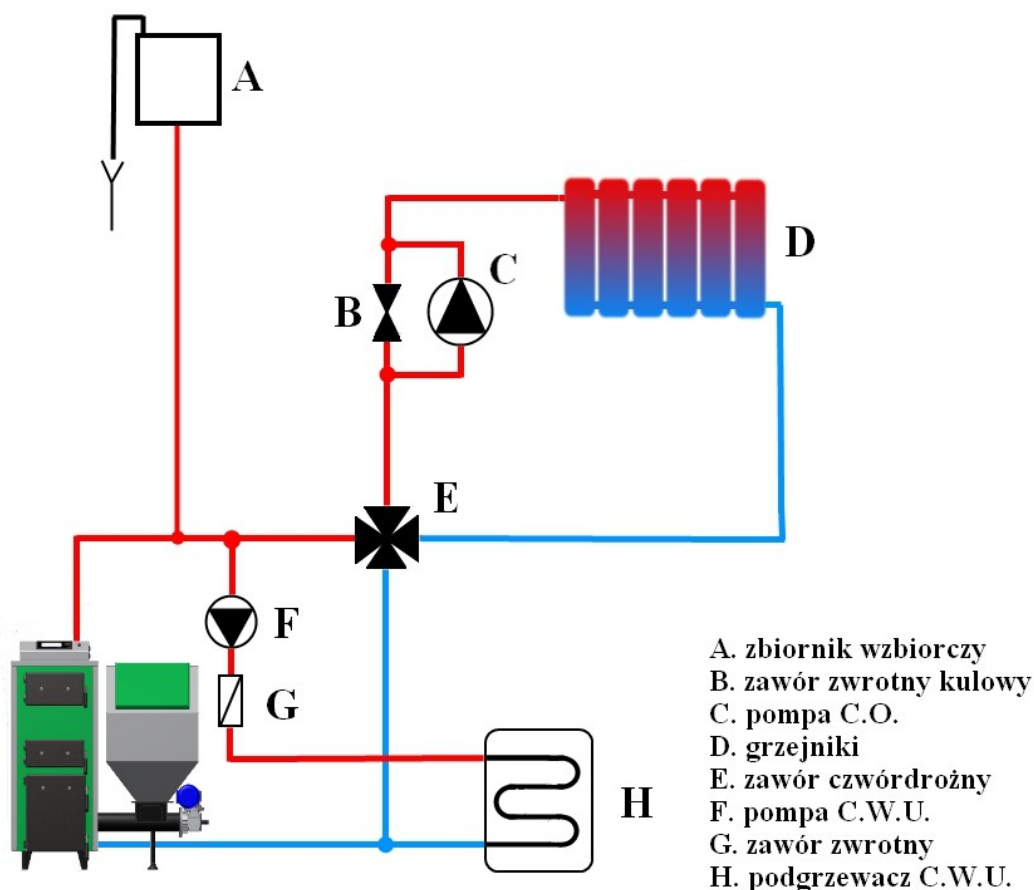 A
B
C
D
E
F
G
H
A. zbiornik wzbiorczy
B. zawór zwrotny kulowy
C. pompa C.O.
D. grzejniki
E. zawór czwórdrożny
F. pompa C.W.U.
G. zawór zwrotny
H. podgrzewacz C.W.U.